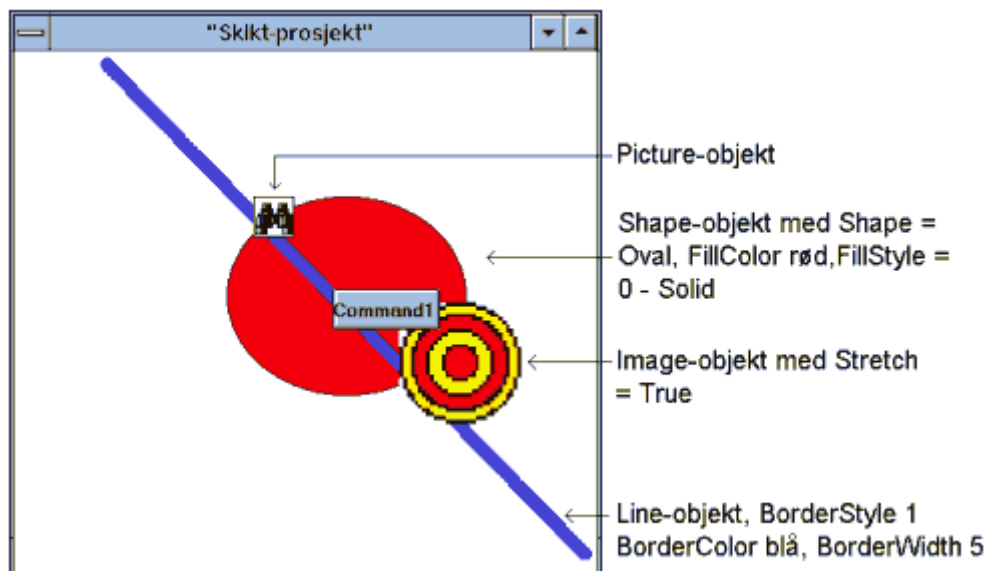 "Skikt-prosjekt"
Picture-objekt
Shape-objekt med Shape =
Oval, FillColor rød,FillStyle =
0 - Solid
Command1
Image-objekt med Stretch
= True
Line-objekt, BorderStyle 1
BorderColor blå, BorderWidth 5